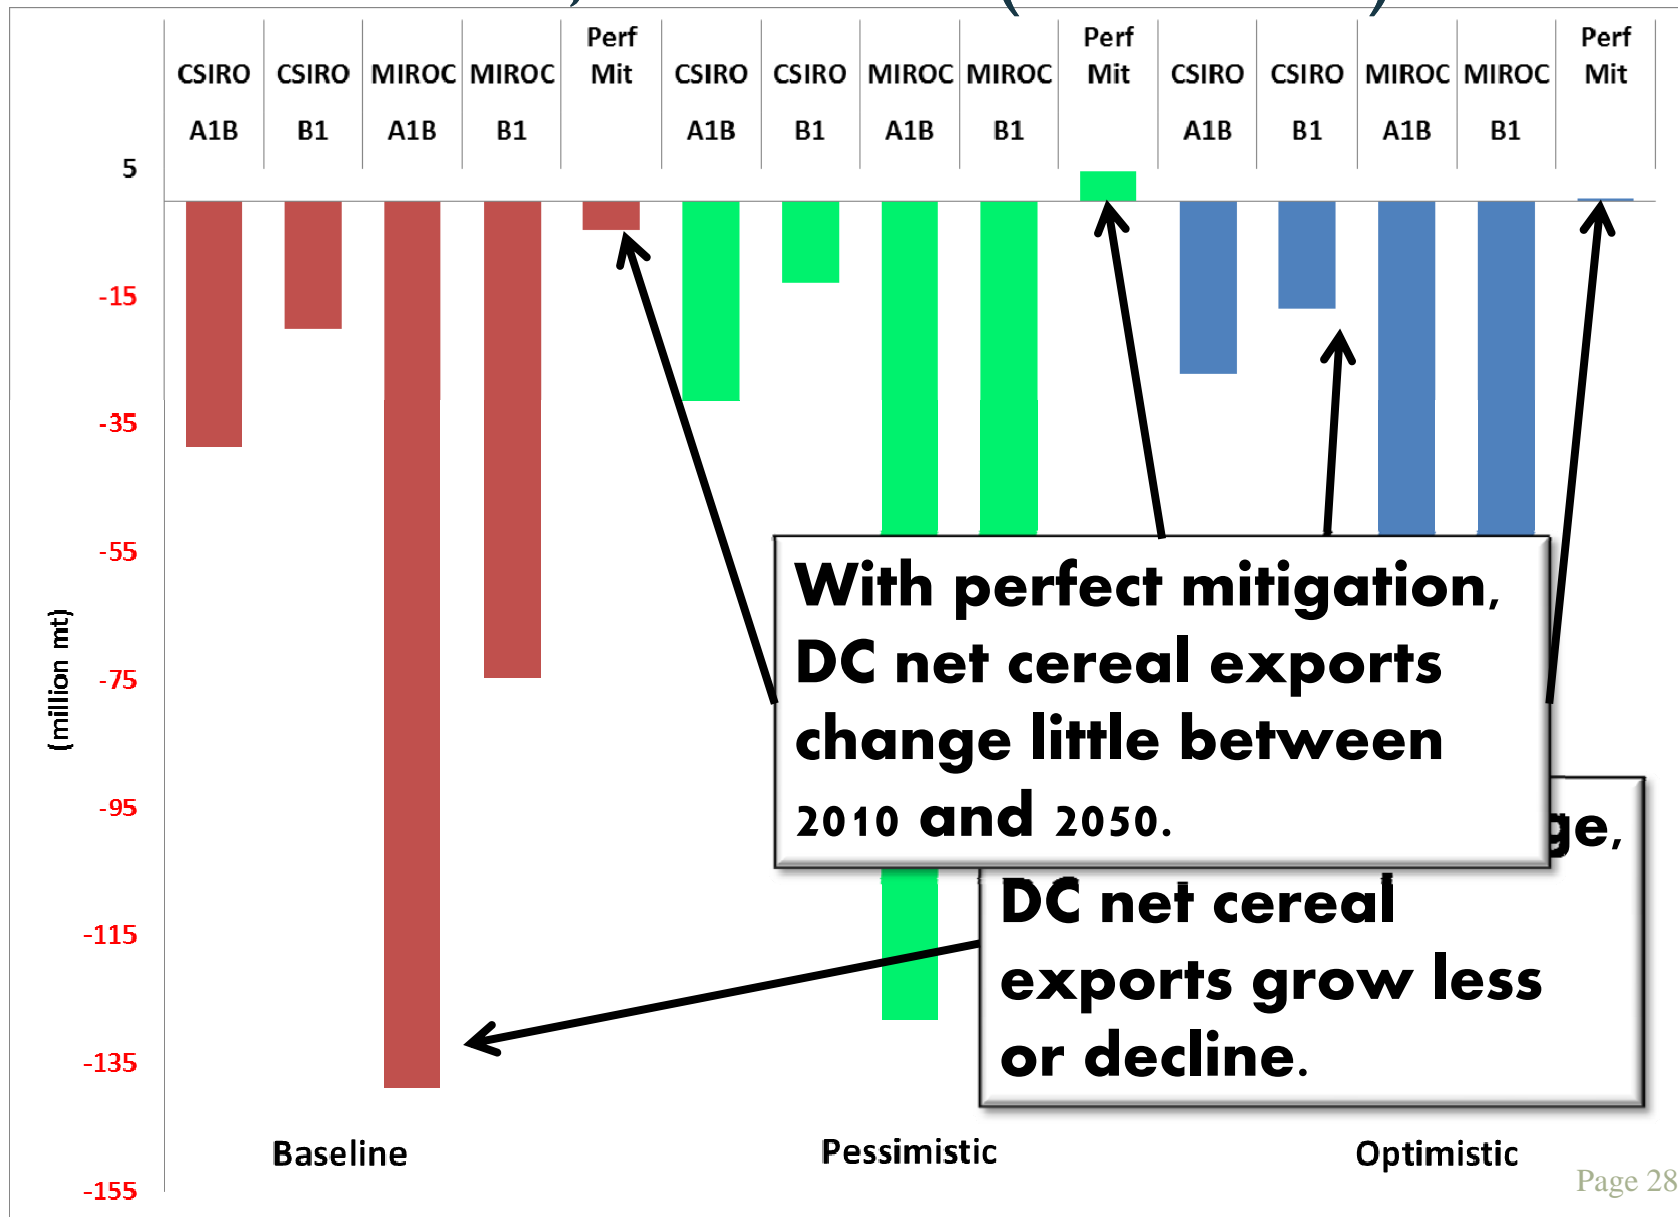 Perf Perf Perf
CSIRO CSIRO MIROC MIROC Mit CSIRO CSIRO MIROC MIROC Mit CSIRO CSIRO MIROC MIROC Mit
A1B B1 A1B B1 A1B B1 A1B B1 A1B B1 A1B B1
5
-15
-35
-55
-75
-95
-115
-135
-155
(million mt)
With perfect mitigation,
DC net cereal exports
change little between
2010 and 2050.
DC net cereal
exports grow less
or decline.
Baseline Pessimistic Optimistic
Page 28